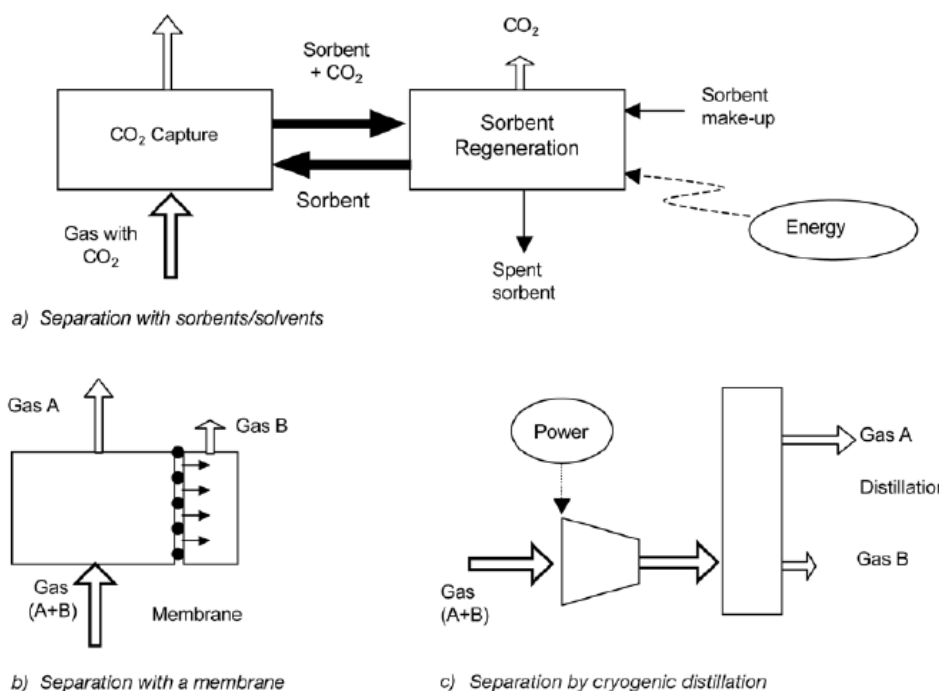 CO₂
Sorbent
+ CO₂
CO₂ Capture
Sorbent
Regeneration
Sorbent
make-up
Sorbent
Gas with
CO₂
Energy
Spent
sorbent
a) Separation with sorbents/solvents
Gas A
Gas B
Gas
(A+B)
Membrane
b) Separation with a membrane
Power
Gas A
Distillation
Gas B
Gas
(A+B)
c) Separation by cryogenic distillation